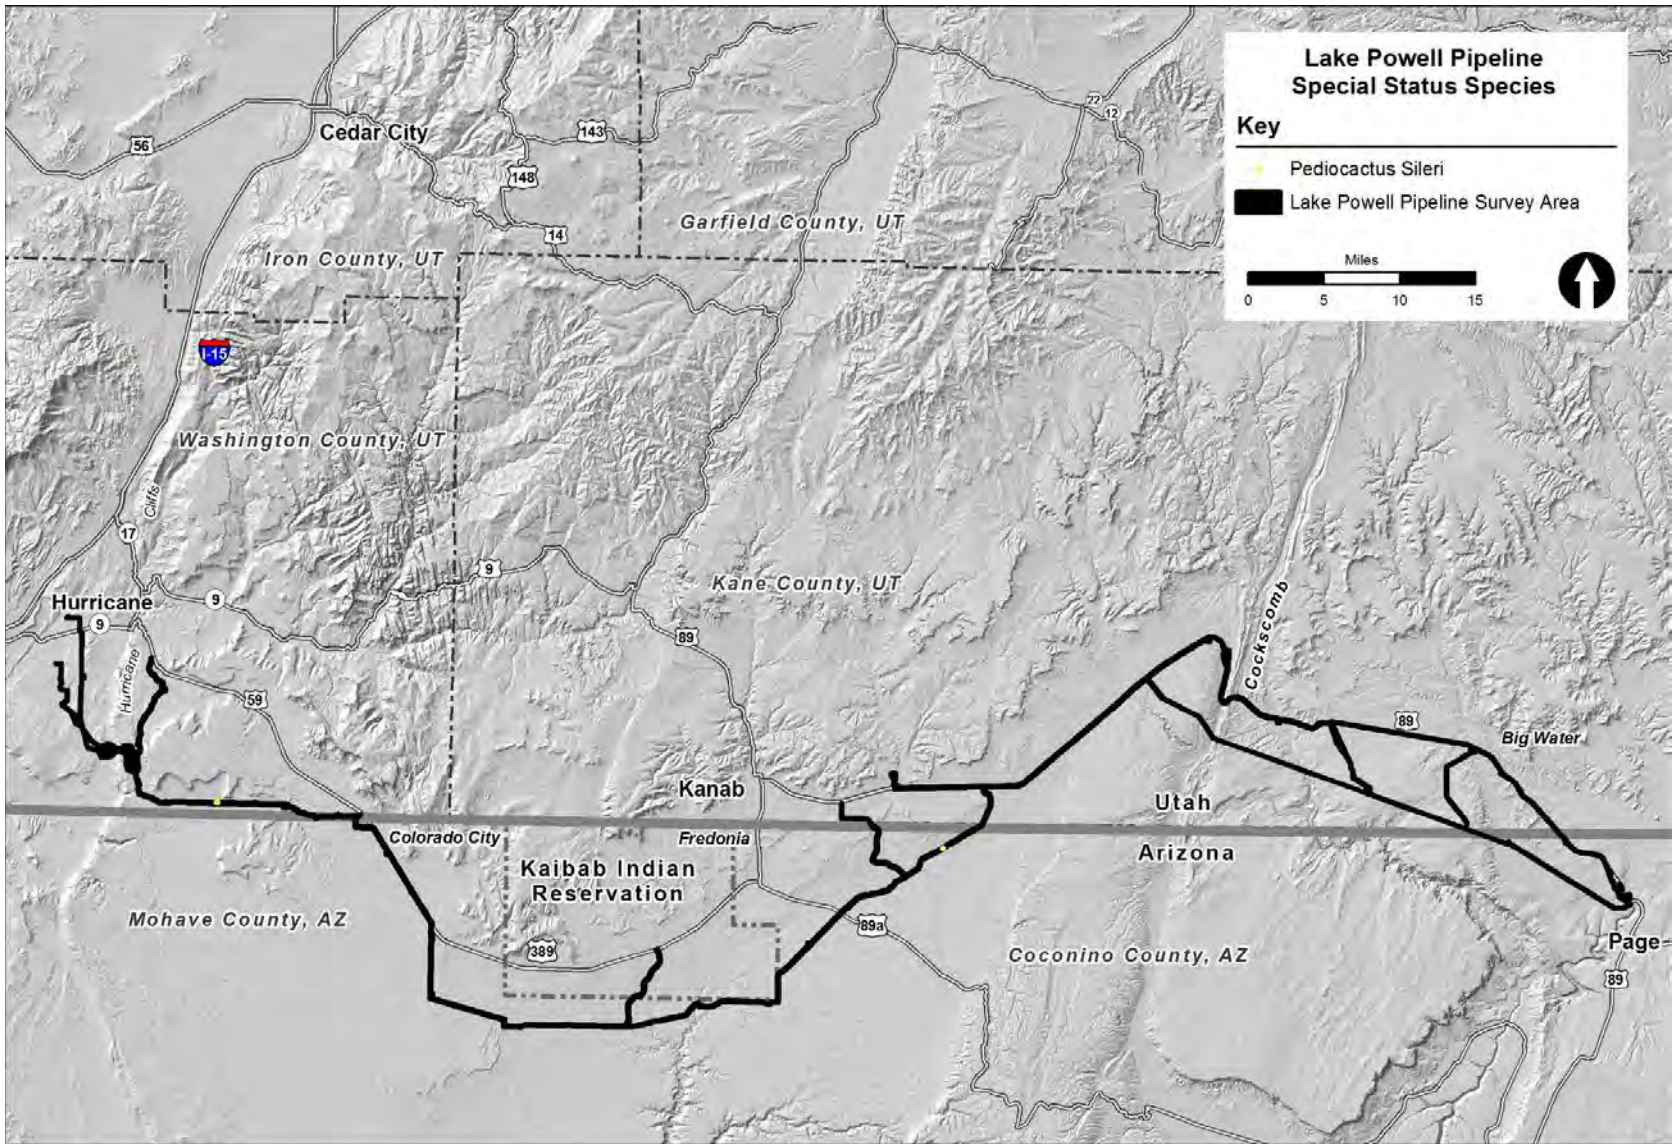 Lake Powell Pipeline
Special Status Species
Key
Pediocactus Sileri
Lake Powell Pipeline Survey Area
Miles
0 5 10 15
22
12
56
Cedar City
143
148
Garfield County, UT
14
Iron County, UT
I-15
Washington County, UT
Cliffs
17
9
Kane County, UT
Hurricane
9
9
89
Cockscomb
Hurricane
59
89
Big Water
Kanab
Utah
Colorado City
Fredonia
Arizona
Kaibab Indian
Reservation
Mohave County, AZ
89a
389
Coconino County, AZ
Page
89